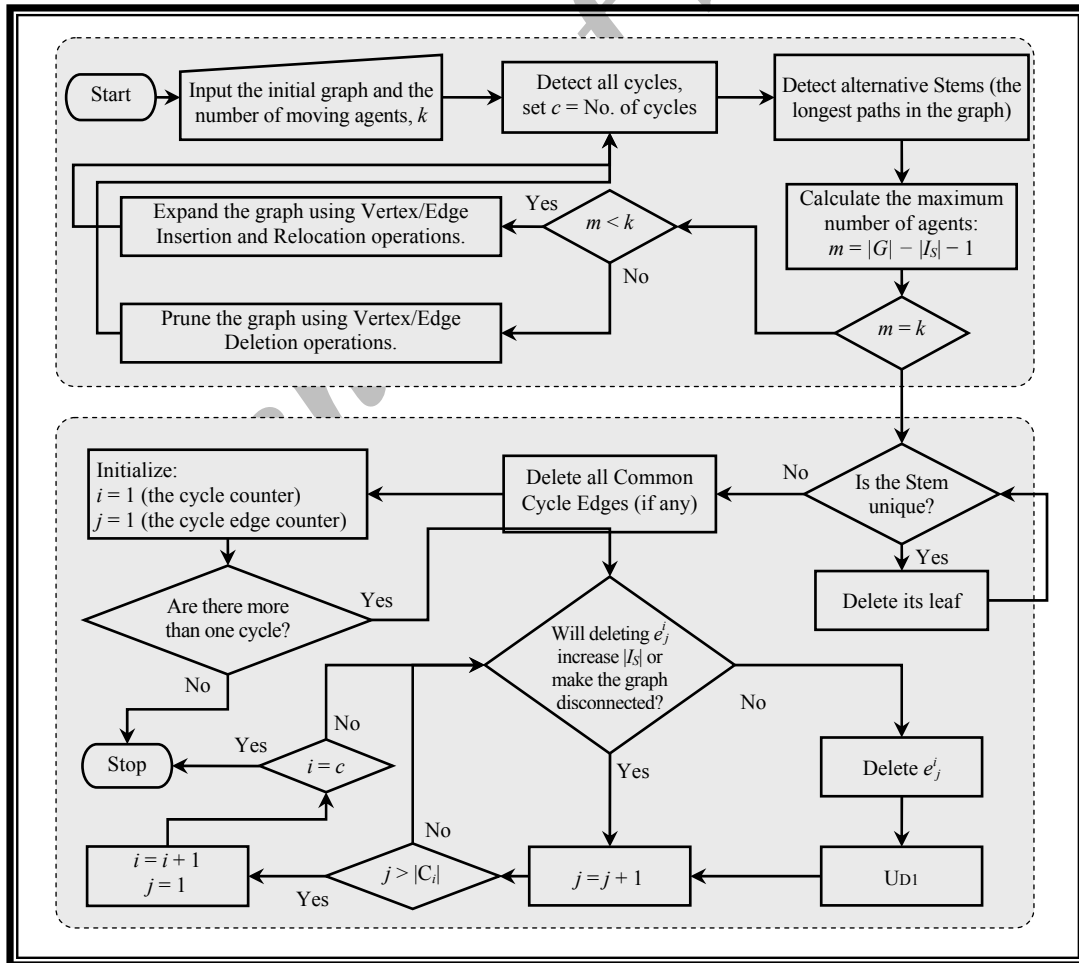 Start
Input the initial graph and the
number of moving agents, k
Detect all cycles,
set c = No. of cycles
Detect alternative Stems (the
longest paths in the graph)
Calculate the maximum
number of agents:
m = |G| − |I_S| − 1
m = k
m < k
Yes
No
Expand the graph using Vertex/Edge
Insertion and Relocation operations.
Prune the graph using Vertex/Edge
Deletion operations.
Is the Stem
unique?
No
Yes
Delete its leaf
Delete all Common
Cycle Edges (if any)
Initialize:
i = 1 (the cycle counter)
j = 1 (the cycle edge counter)
Are there more
than one cycle?
Yes
No
Stop
Will deleting e_j^i
increase |I_S| or
make the graph
disconnected?
No
Yes
Delete e_j^i
UD1
j = j + 1
j > |C_i|
No
Yes
i = i + 1
j = 1
i = c
No
Yes